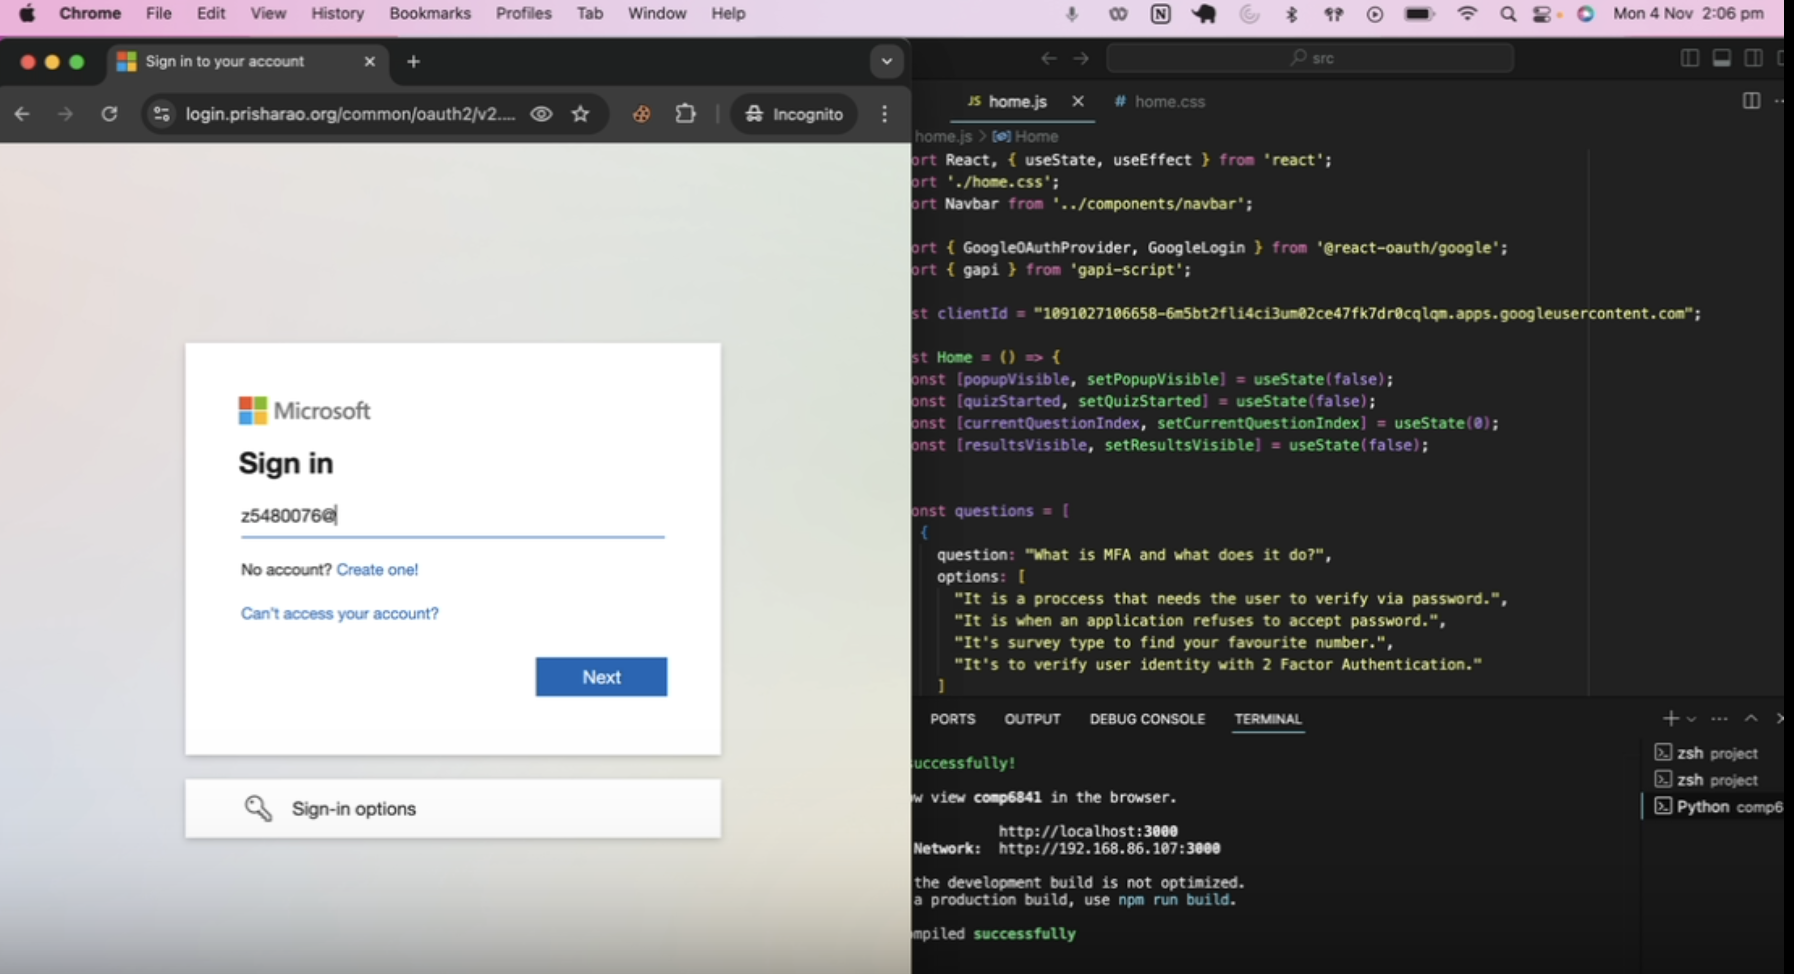 Chrome File Edit View History Bookmarks Profiles Tab Window Help Mon 4 Nov 2:06 pm
Sign in to your account
login.prisharao.org/common/oauth2/v2.... Incognito
Microsoft
Sign in
z5480076@
No account? Create one!
Can't access your account?
Next
Sign-in options
src
JS home.js # home.css
home.js > Home
ort React, { useState, useEffect } from 'react';
ort './home.css';
ort Navbar from '../components/navbar';
ort { GoogleOAuthProvider, GoogleLogin } from '@react-oauth/google';
ort { gapi } from 'gapi-script';
st clientId = "1091027106658-6m5bt2fli4ci3um02ce47fk7dr0cqlqm.apps.googleusercontent.com";
st Home = () => {
onst [popupVisible, setPopupVisible] = useState(false);
onst [quizStarted, setQuizStarted] = useState(false);
onst [currentQuestionIndex, setCurrentQuestionIndex] = useState(0);
onst [resultsVisible, setResultsVisible] = useState(false);
onst questions = [
{
question: "What is MFA and what does it do?",
options: [
"It is a proccess that needs the user to verify via password.",
"It is when an application refuses to accept password.",
"It's survey type to find your favourite number.",
"It's to verify user identity with 2 Factor Authentication."
]
PORTS OUTPUT DEBUG CONSOLE TERMINAL
successfully!
ow view comp6841 in the browser.
http://localhost:3000
Network: http://192.168.86.107:3000
the development build is not optimized.
a production build, use npm run build.
ompiled successfully
zsh project
zsh project
Python comp6